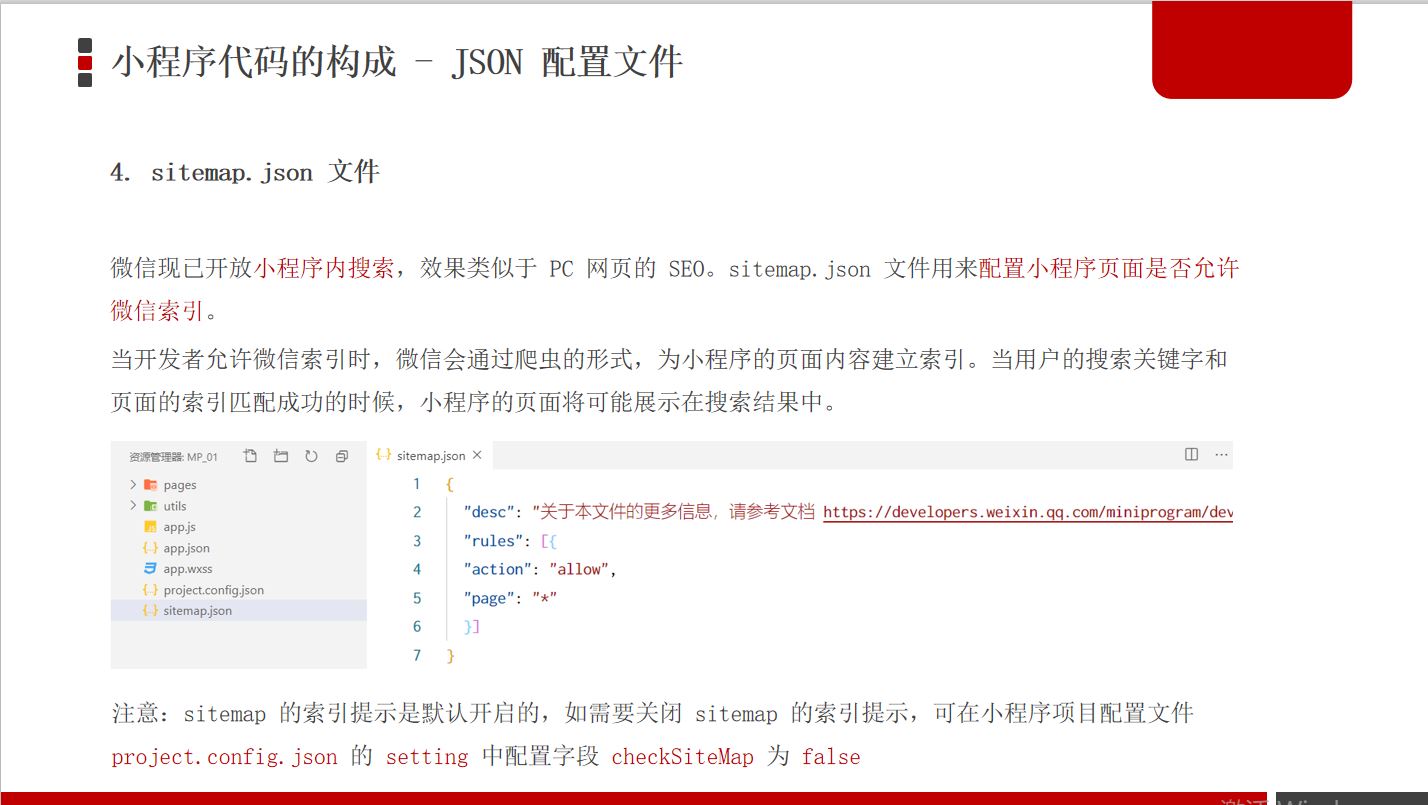 小程序代码的构成 - JSON 配置文件
4. sitemap.json 文件
微信现已开放小程序内搜索，效果类似于 PC 网页的 SEO。sitemap.json 文件用来配置小程序页面是否允许
微信索引。
当开发者允许微信索引时，微信会通过爬虫的形式，为小程序的页面内容建立索引。当用户的搜索关键字和
页面的索引匹配成功的时候，小程序的页面将可能展示在搜索结果中。
资源管理器: MP_01
pages
utils
app.js
app.json
app.wxss
project.config.json
sitemap.json
sitemap.json
1 {
2 "desc": "关于本文件的更多信息，请参考文档 https://developers.weixin.qq.com/miniprogram/dev
3 "rules": [{
4 "action": "allow",
5 "page": "*"
6 }]
7 }
注意：sitemap 的索引提示是默认开启的，如需要关闭 sitemap 的索引提示，可在小程序项目配置文件
project.config.json 的 setting 中配置字段 checkSiteMap 为 false